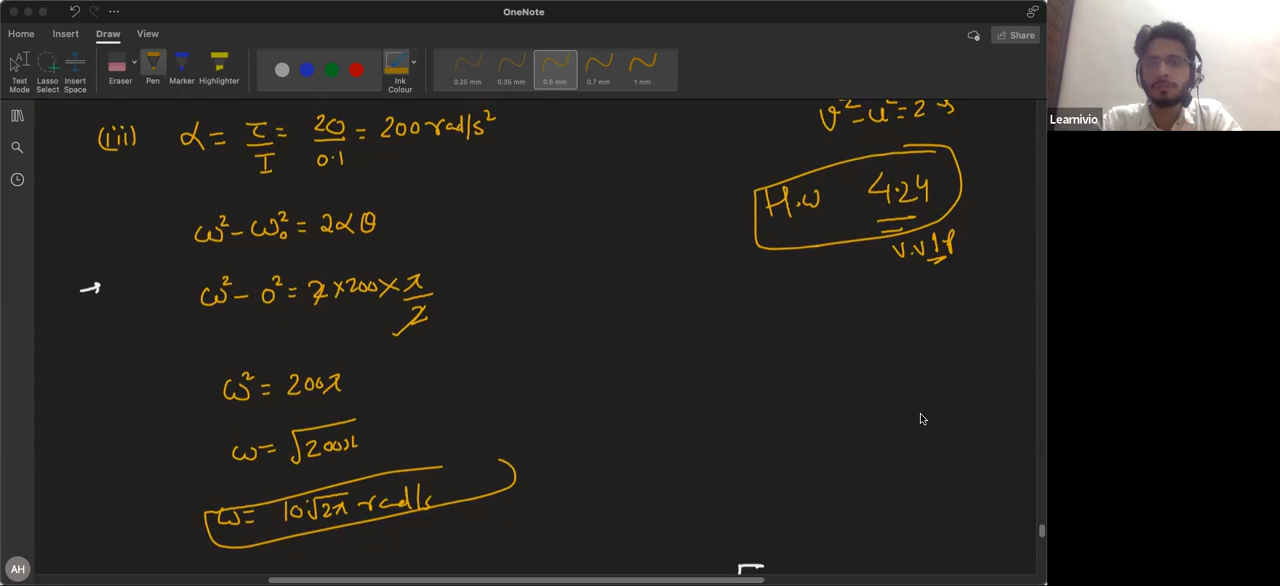 OneNote
Home Insert Draw View
Share
Text Mode
Lasso Select
Insert Space
Eraser
Pen
Marker
Highlighter
Ink Colour
0.25 mm
0.35 mm
0.5 mm
0.7 mm
1 mm
Learnivio
(iii) α = τ/I = 20/0.1 = 200 rad/s²
ω² - ω₀² = 2αθ
→ ω² - 0² = 2 × 200 × π/2
ω² = 200π
ω = √200π
ω = 10√2π rad/s
v² - u² = 2
H.W 4.24
V.V
AH